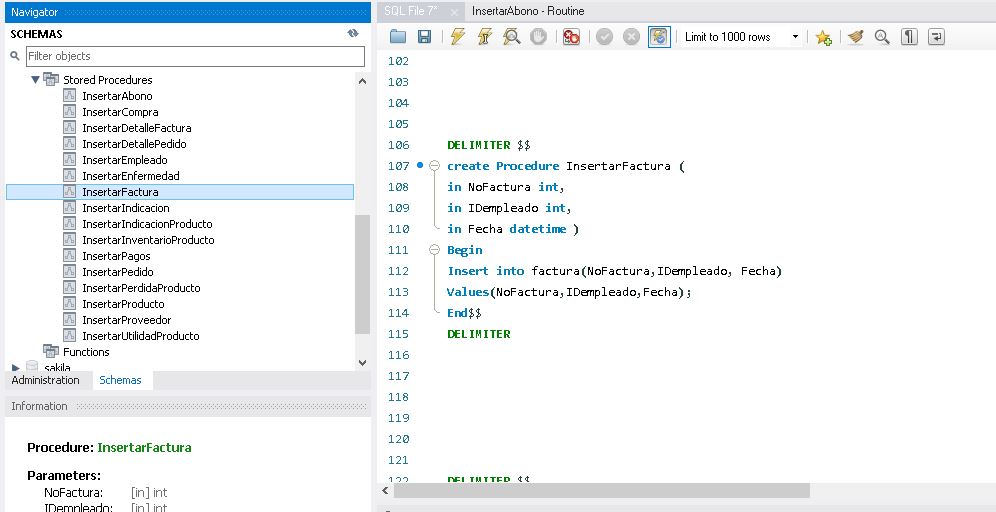 Navigator
SCHEMAS
Filter objects
Stored Procedures
InsertarAbono
InsertarCompra
InsertarDetalleFactura
InsertarDetallePedido
InsertarEmpleado
InsertarEnfermedad
InsertarFactura
InsertarIndicacion
InsertarIndicacionProducto
InsertarInventarioProducto
InsertarPagos
InsertarPedido
InsertarPerdidaProducto
InsertarProducto
InsertarProveedor
InsertarUtilidadProducto
Functions
sakila
Administration Schemas
Information
Procedure: InsertarFactura
Parameters:
NoFactura: [in] int
IDempleado: [in] int
SQL File 7* InsertarAbono - Routine
Limit to 1000 rows
102
103
104
105
106 DELIMITER $$
107 create Procedure InsertarFactura (
108 in NoFactura int,
109 in IDempleado int,
110 in Fecha datetime )
111 Begin
112 Insert into factura(NoFactura,IDempleado, Fecha)
113 Values(NoFactura,IDempleado,Fecha);
114 End$$
115 DELIMITER
116
117
118
119
120
121
122 DELIMITER $$